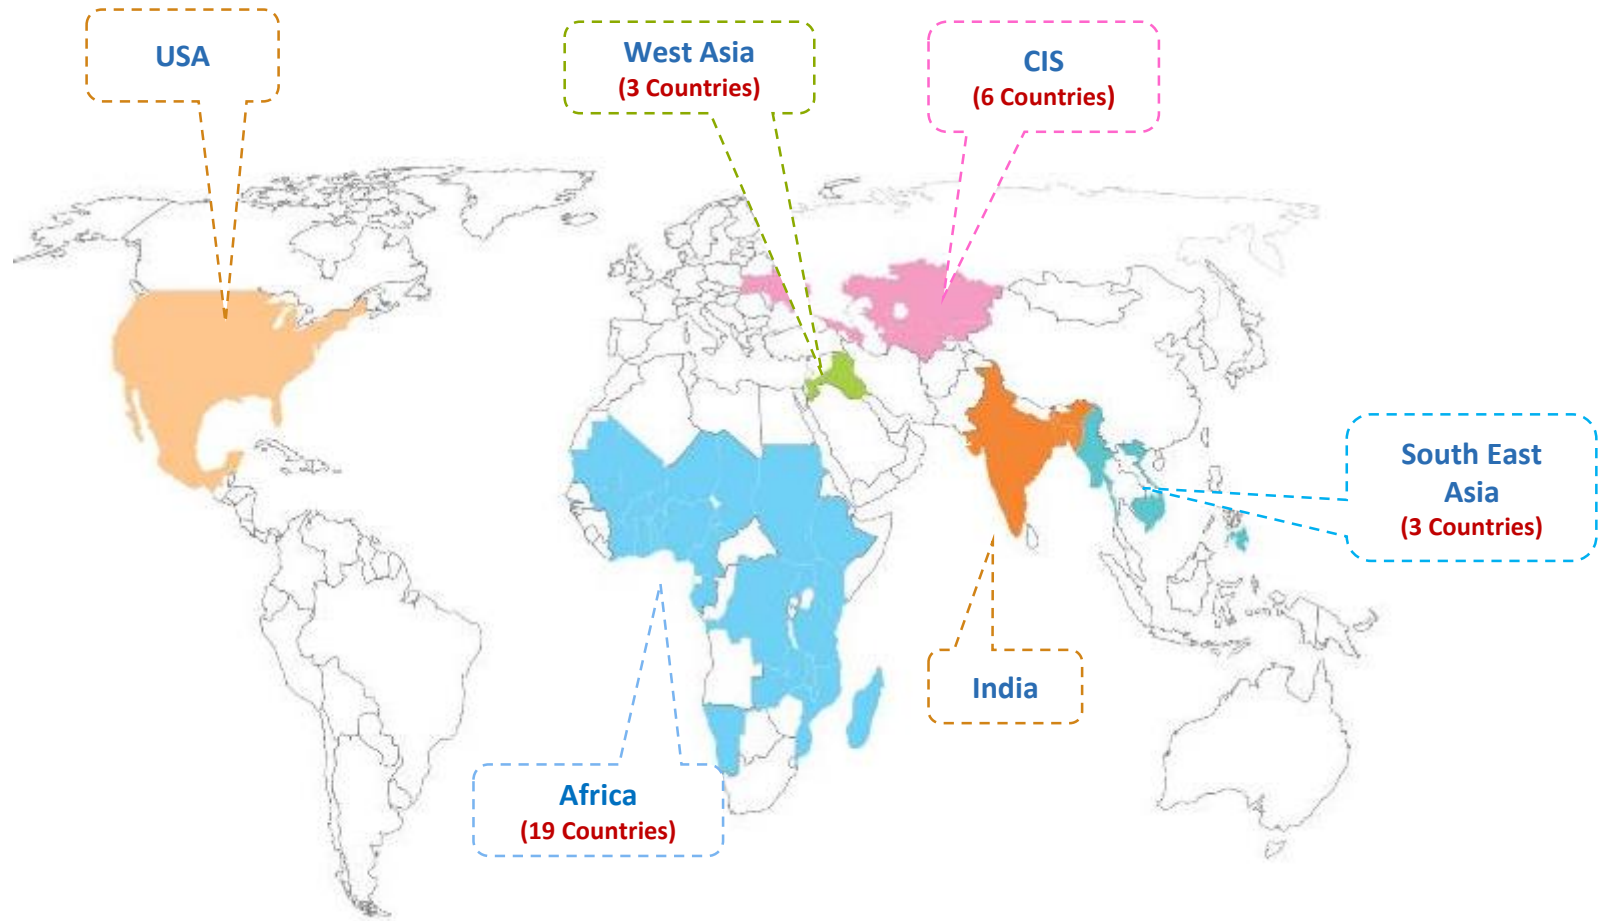 USA
West Asia
(3 Countries)
CIS
(6 Countries)
South East
Asia
(3 Countries)
India
Africa
(19 Countries)